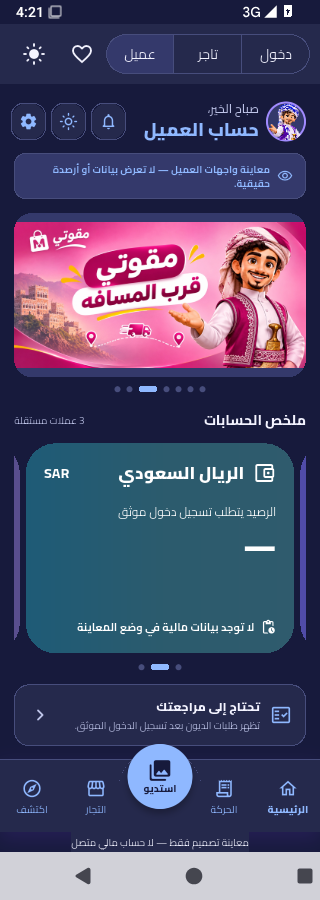 4:21
3G
دخول
تاجر
عميل
صباح الخير،
حساب العميل
معاينة واجهات العميل — لا تعرض بيانات أو أرصدة
حقيقية.
مقوتي
مقوتي
قرب المسافه
ملخص الحسابات
3 عملات مستقلة
الريال السعودي
SAR
الرصيد يتطلب تسجيل دخول موثق
—
لا توجد بيانات مالية في وضع المعاينة
تحتاج إلى مراجعتك
تظهر طلبات الديون بعد تسجيل الدخول الموثق.
الرئيسية
الحركة
استديو
التجار
اكتشف
معاينة تصميم فقط — لا حساب مالي متصل